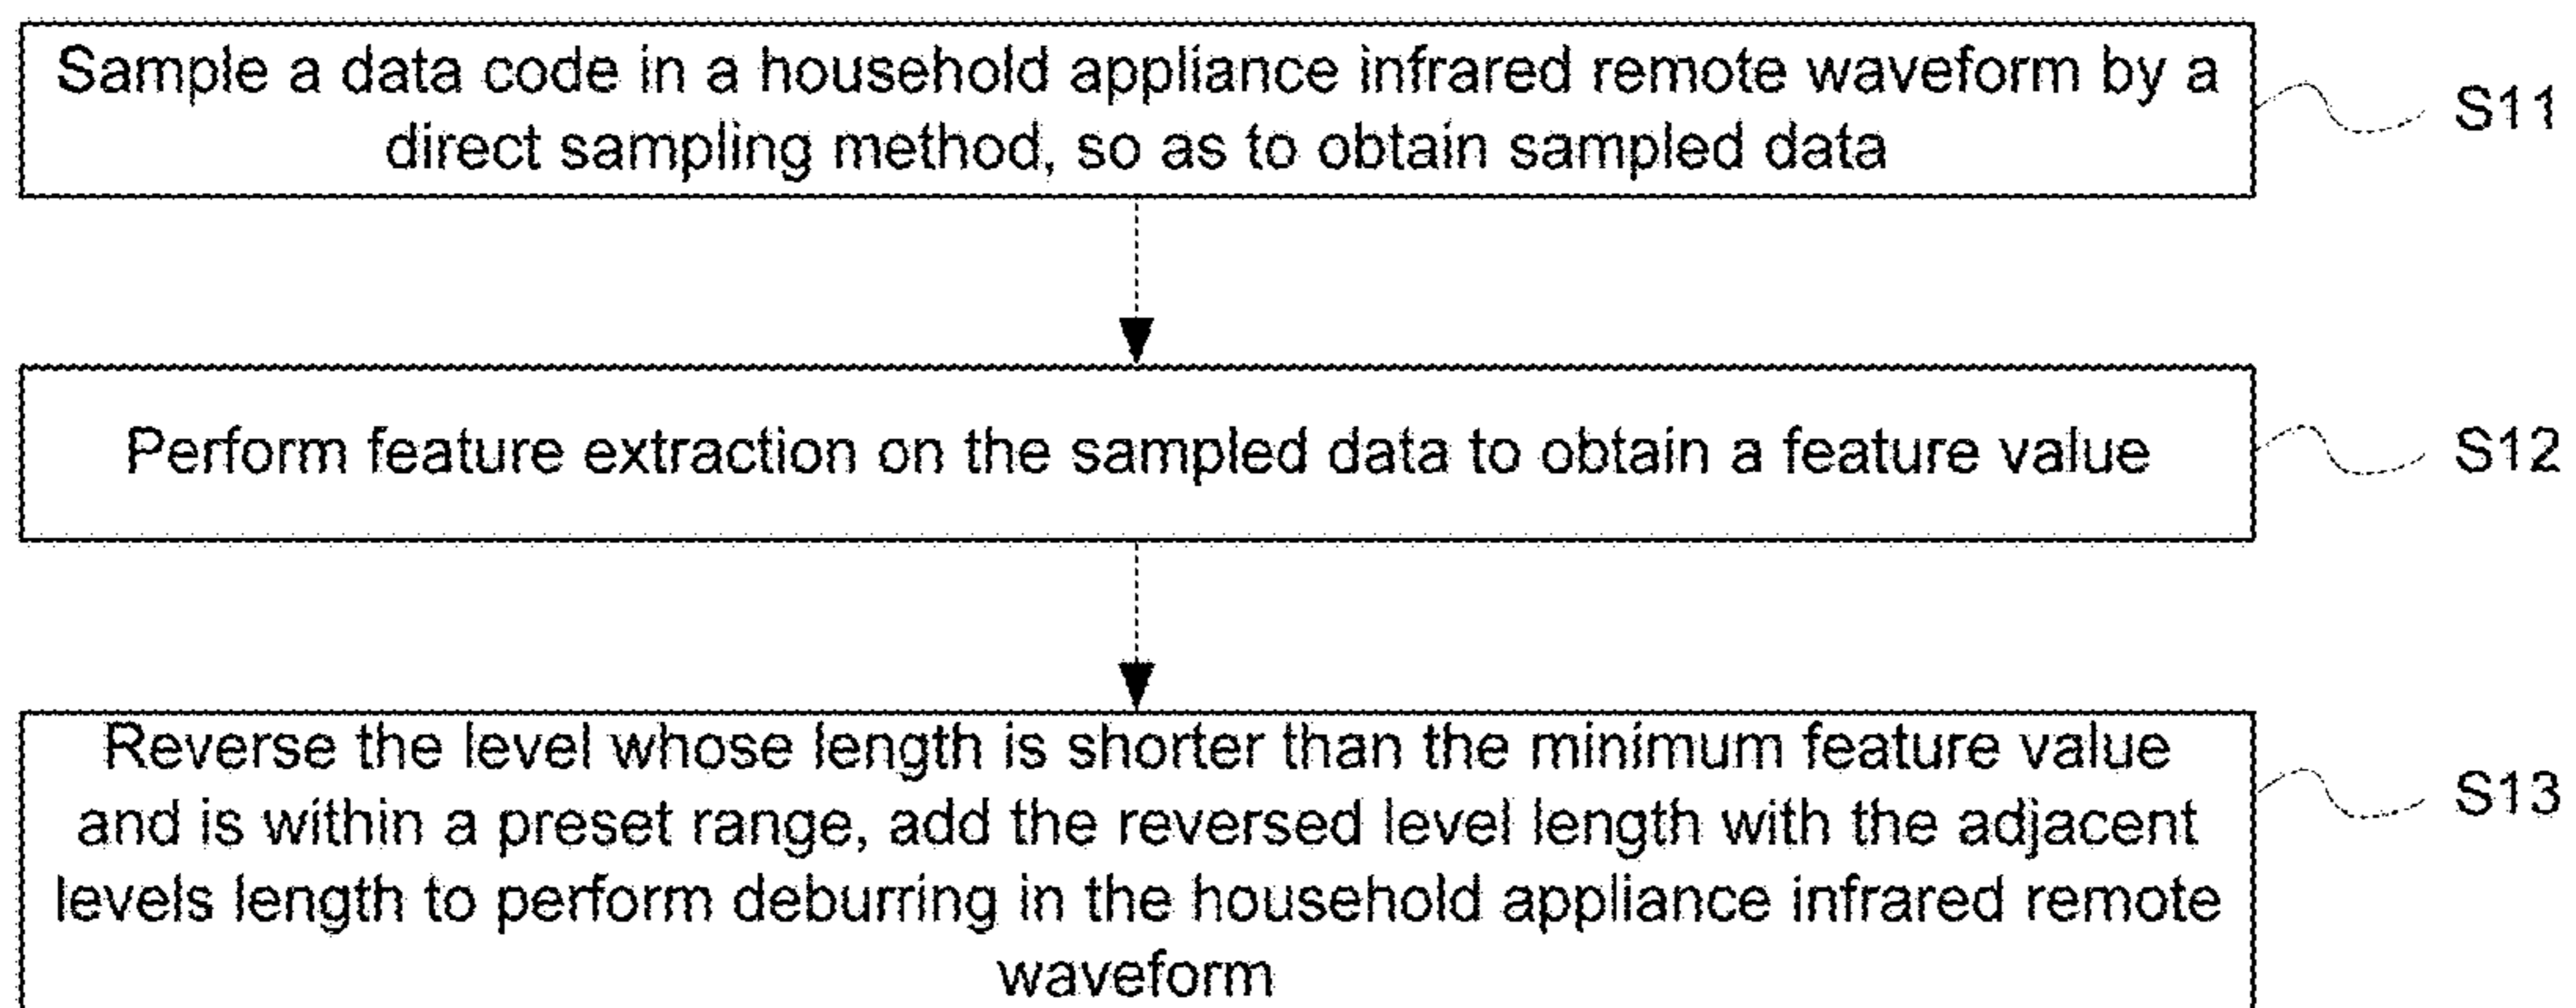 Sample a data code in a household appliance infrared remote waveform by a
direct sampling method, so as to obtain sampled data
S11
Perform feature extraction on the sampled data to obtain a feature value
S12
Reverse the level whose length is shorter than the minimum feature value
and is within a preset range, add the reversed level length with the adjacent
levels length to perform deburring in the household appliance infrared remote
waveform
S13